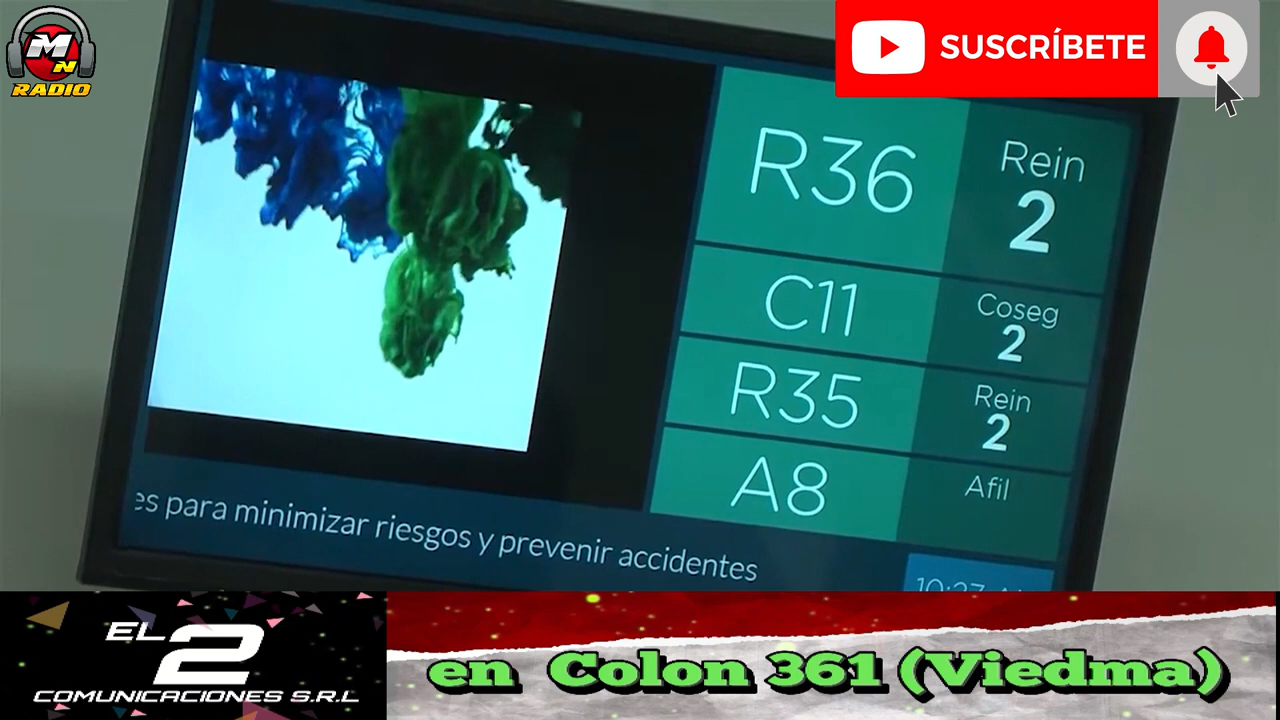 MN
RADIO
SUSCRÍBETE
R36
Rein
2
C11
Coseg
2
R35
Rein
2
A8
Afil
para minimizar riesgos y prevenir accidentes
EL 2
COMUNICACIONES S.R.L
en Colon 361 (Viedma)